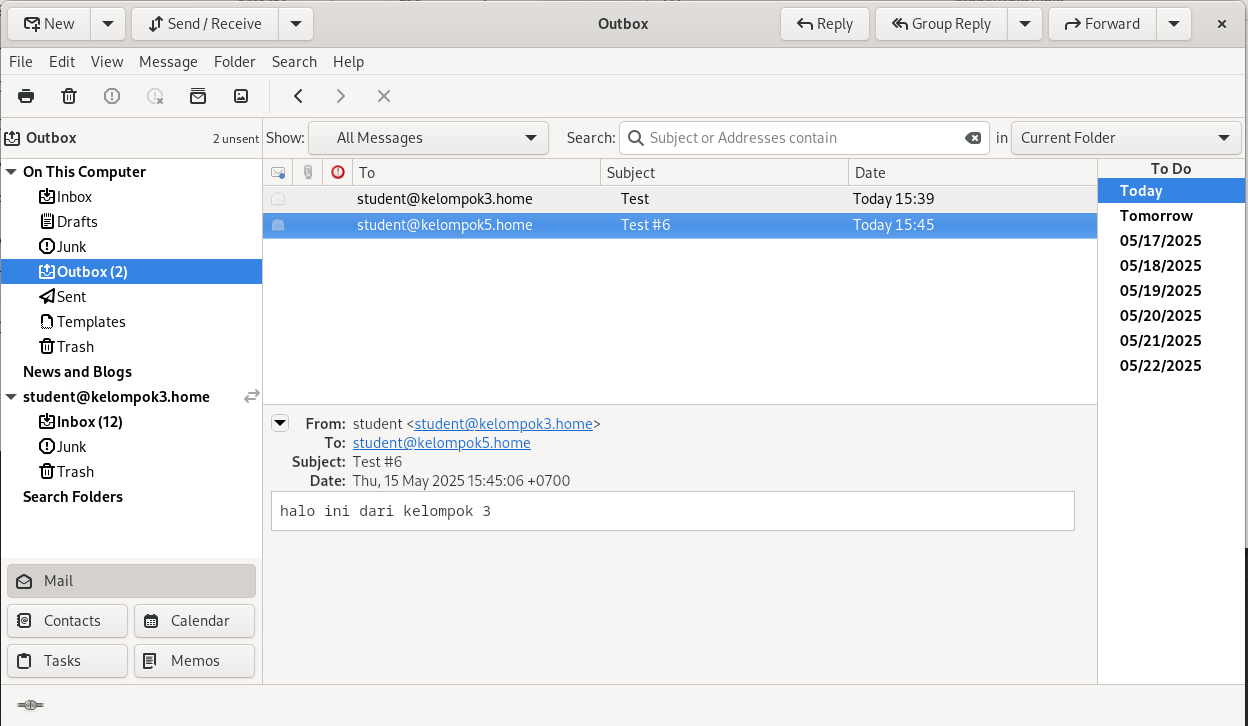 New Send / Receive Outbox Reply Group Reply Forward
File Edit View Message Folder Search Help
Outbox 2 unsent Show: All Messages Search: Subject or Addresses contain in Current Folder
On This Computer
Inbox
Drafts
Junk
Outbox (2)
Sent
Templates
Trash
News and Blogs
student@kelompok3.home
Inbox (12)
Junk
Trash
Search Folders
Mail
Contacts Calendar
Tasks Memos
To Subject Date
student@kelompok3.home Test Today 15:39
student@kelompok5.home Test #6 Today 15:45
From: student <student@kelompok3.home>
To: student@kelompok5.home
Subject: Test #6
Date: Thu, 15 May 2025 15:45:06 +0700
halo ini dari kelompok 3
To Do
Today
Tomorrow
05/17/2025
05/18/2025
05/19/2025
05/20/2025
05/21/2025
05/22/2025